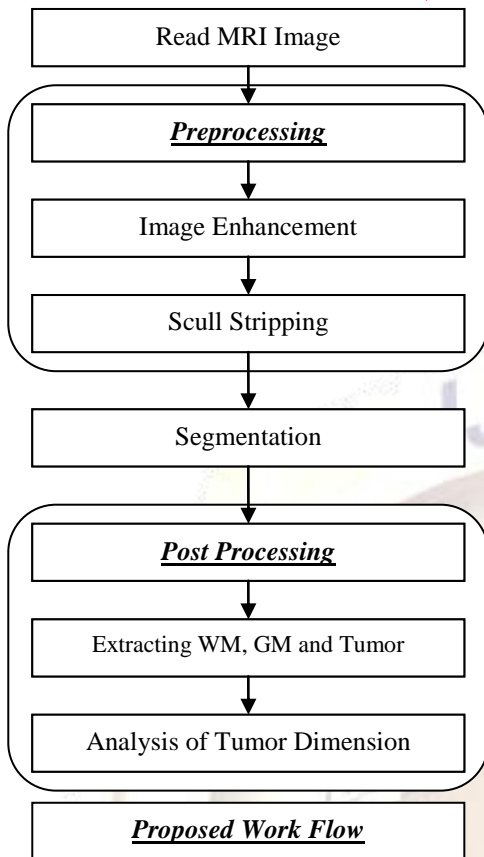 Read MRI Image
Preprocessing
Image Enhancement
Scull Stripping
Segmentation
Post Processing
Extracting WM, GM and Tumor
Analysis of Tumor Dimension
Proposed Work Flow